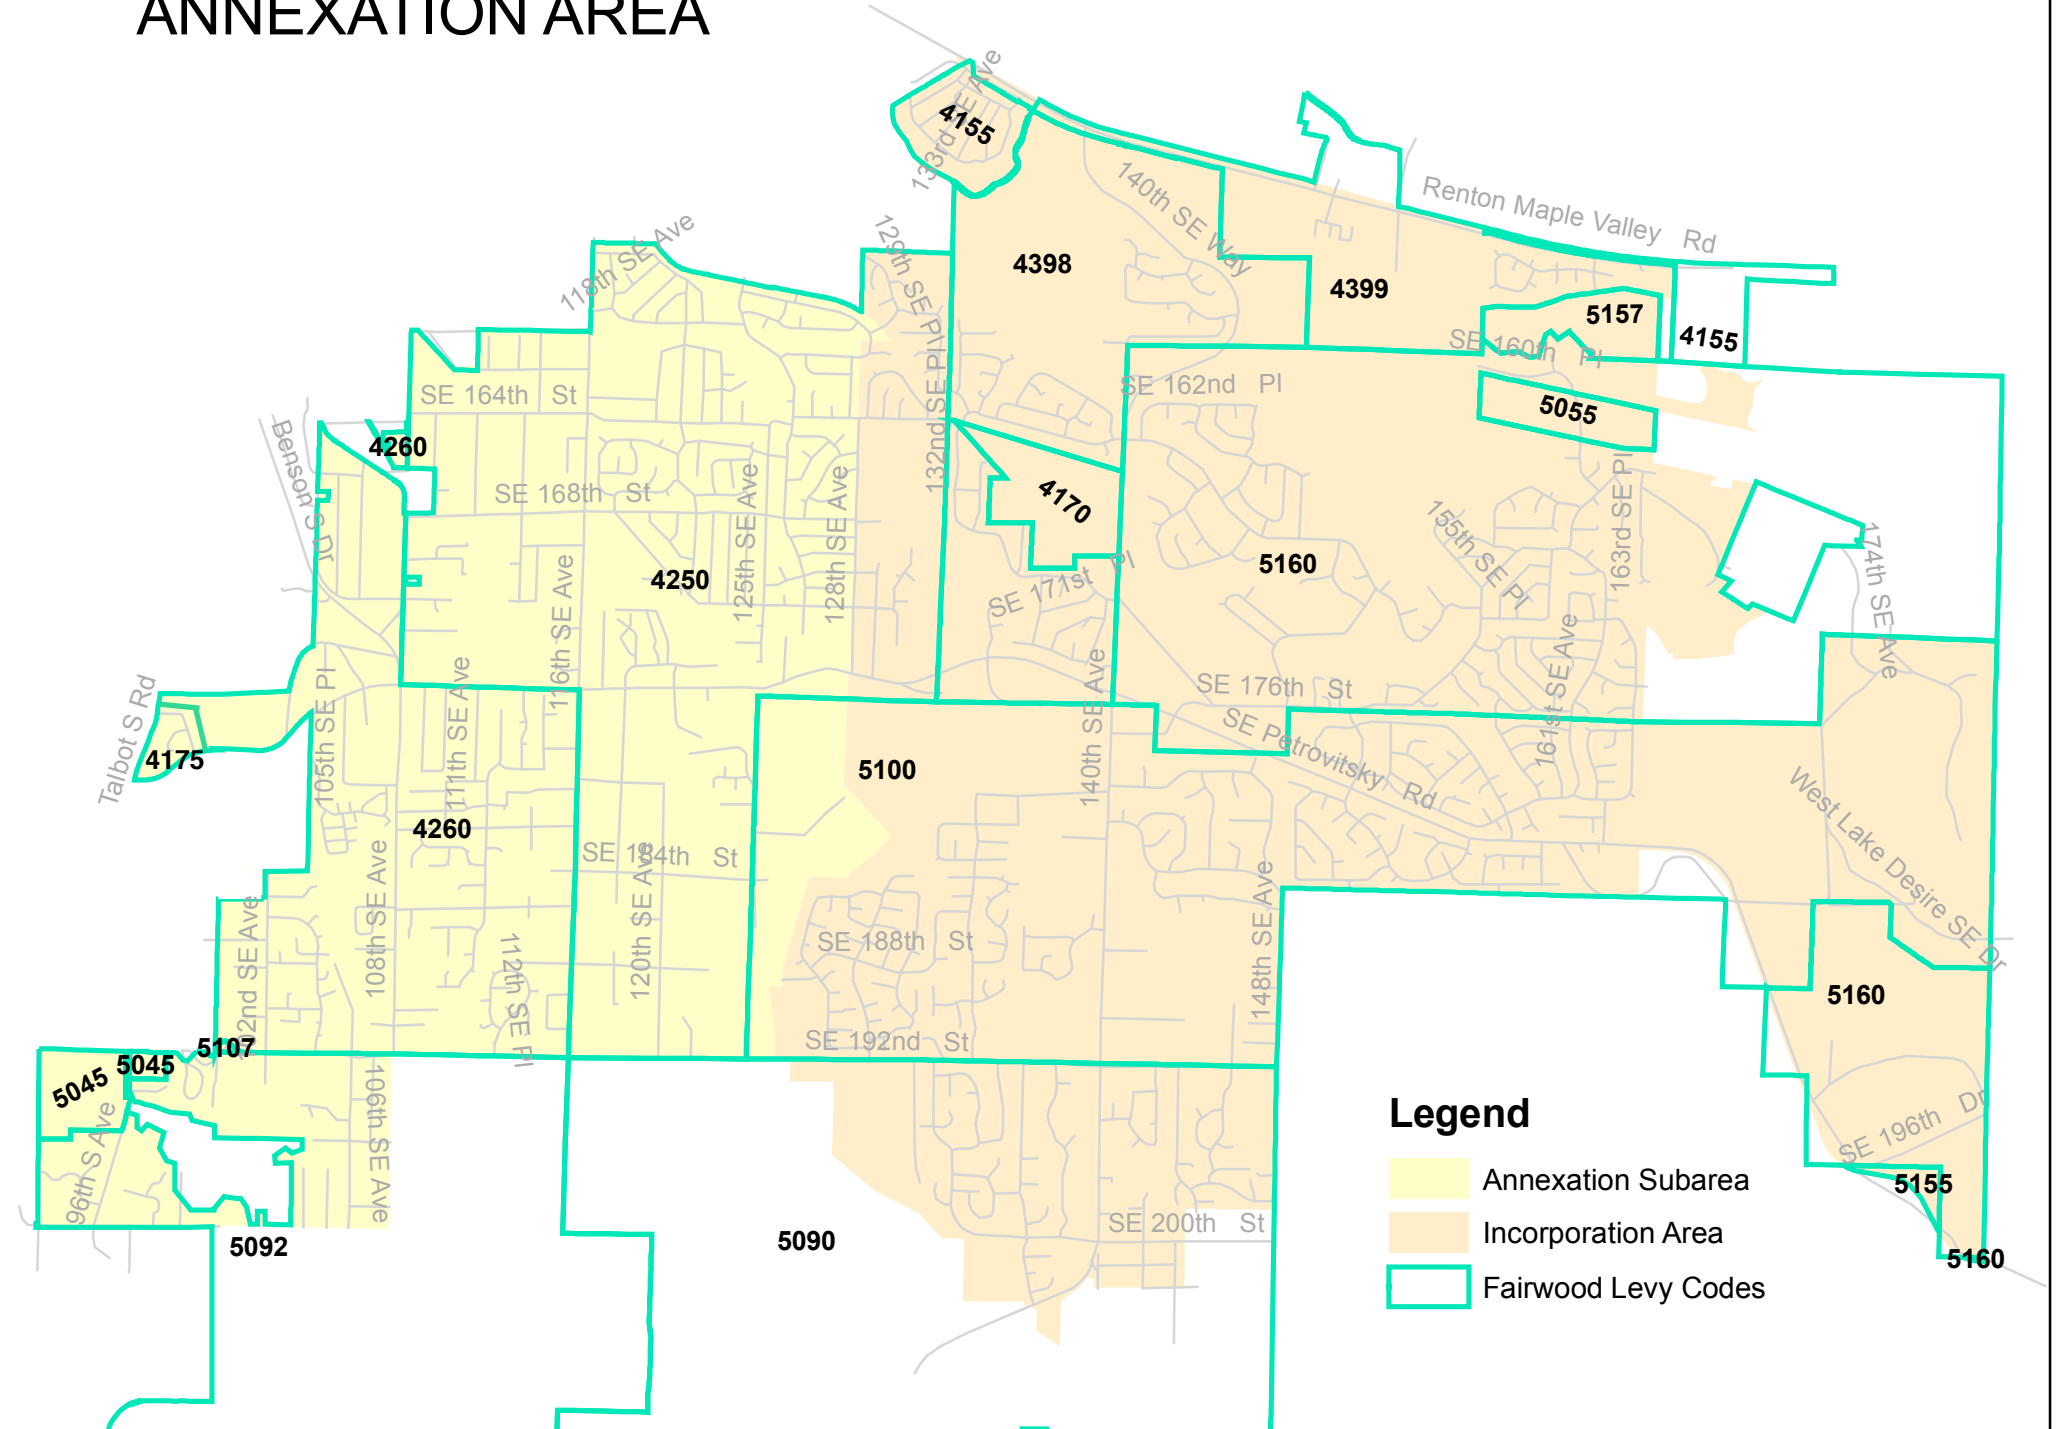 ANNEXATION AREA
133rd SE Ave
4155
140th SE Way
Renton Maple Valley Rd
118th SE Ave
129th SE Pl
4398
4399
5157
4155
SE 160th Pl
132nd SE Pl
SE 164th St
SE 162nd Pl
5055
Benson S Dr
4260
SE 168th St
125th SE Ave
128th SE Ave
4170
155th SE Pl
163rd SE Pl
174th SE Ave
4250
116th SE Ave
SE 171st Pl
5160
161st SE Ave
Talbot S Rd
105th SE Pl
111th SE Ave
140th SE Ave
SE 176th St
SE Petrovitsky Rd
4175
5100
West Lake Desire SE Dr
4260
SE 184th St
108th SE Ave
120th SE Ave
148th SE Ave
SE 188th St
112th SE Pl
5160
SE 192nd St
5107
5045
5045
96th S Ave
106th SE Ave
SE 196th Dr
5155
SE 200th St
5092
5090
5160
Legend
Annexation Subarea
Incorporation Area
Fairwood Levy Codes